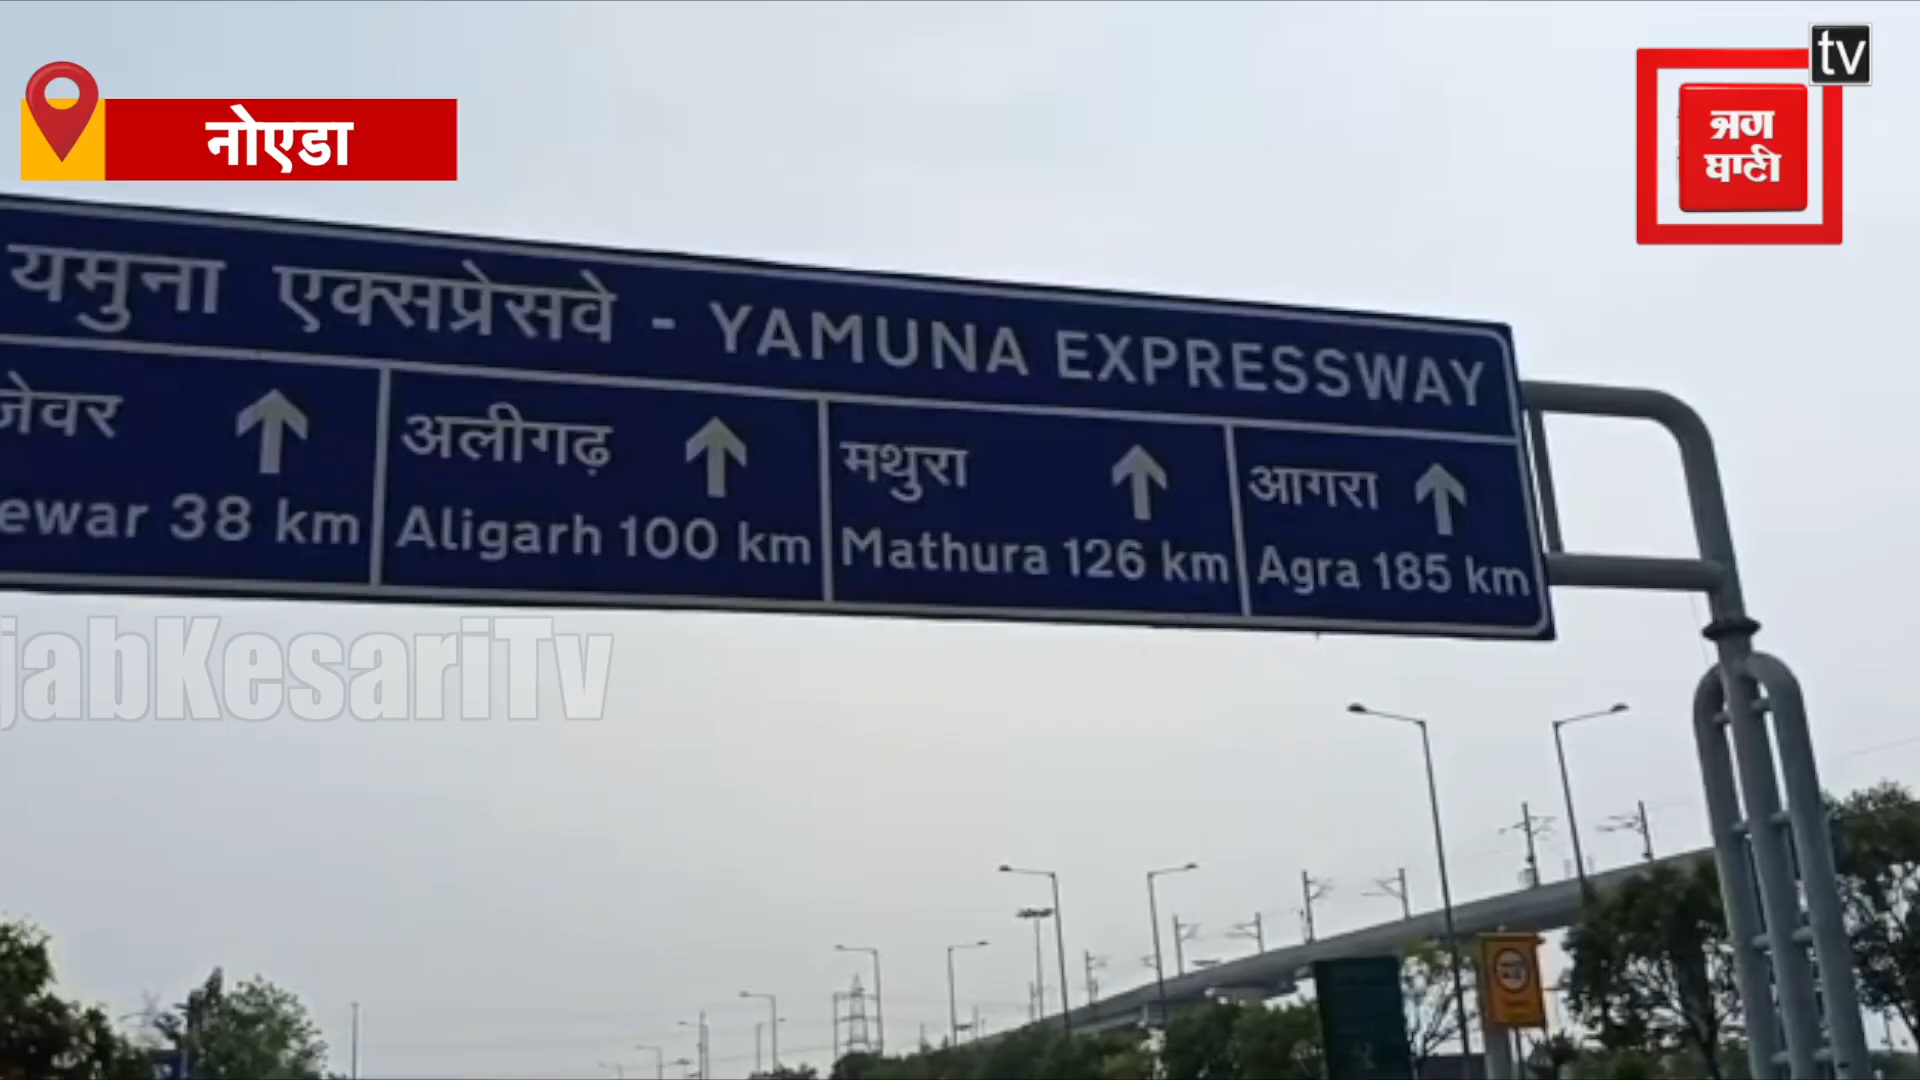 tv
नोएडा
ਜਗ
ਬਾਣੀ
यमुना एक्सप्रेसवे - YAMUNA EXPRESSWAY
जेवर
ewar 38 km
अलीगढ़
Aligarh 100 km
मथुरा
Mathura 126 km
आगरा
Agra 185 km
jabKesariTv